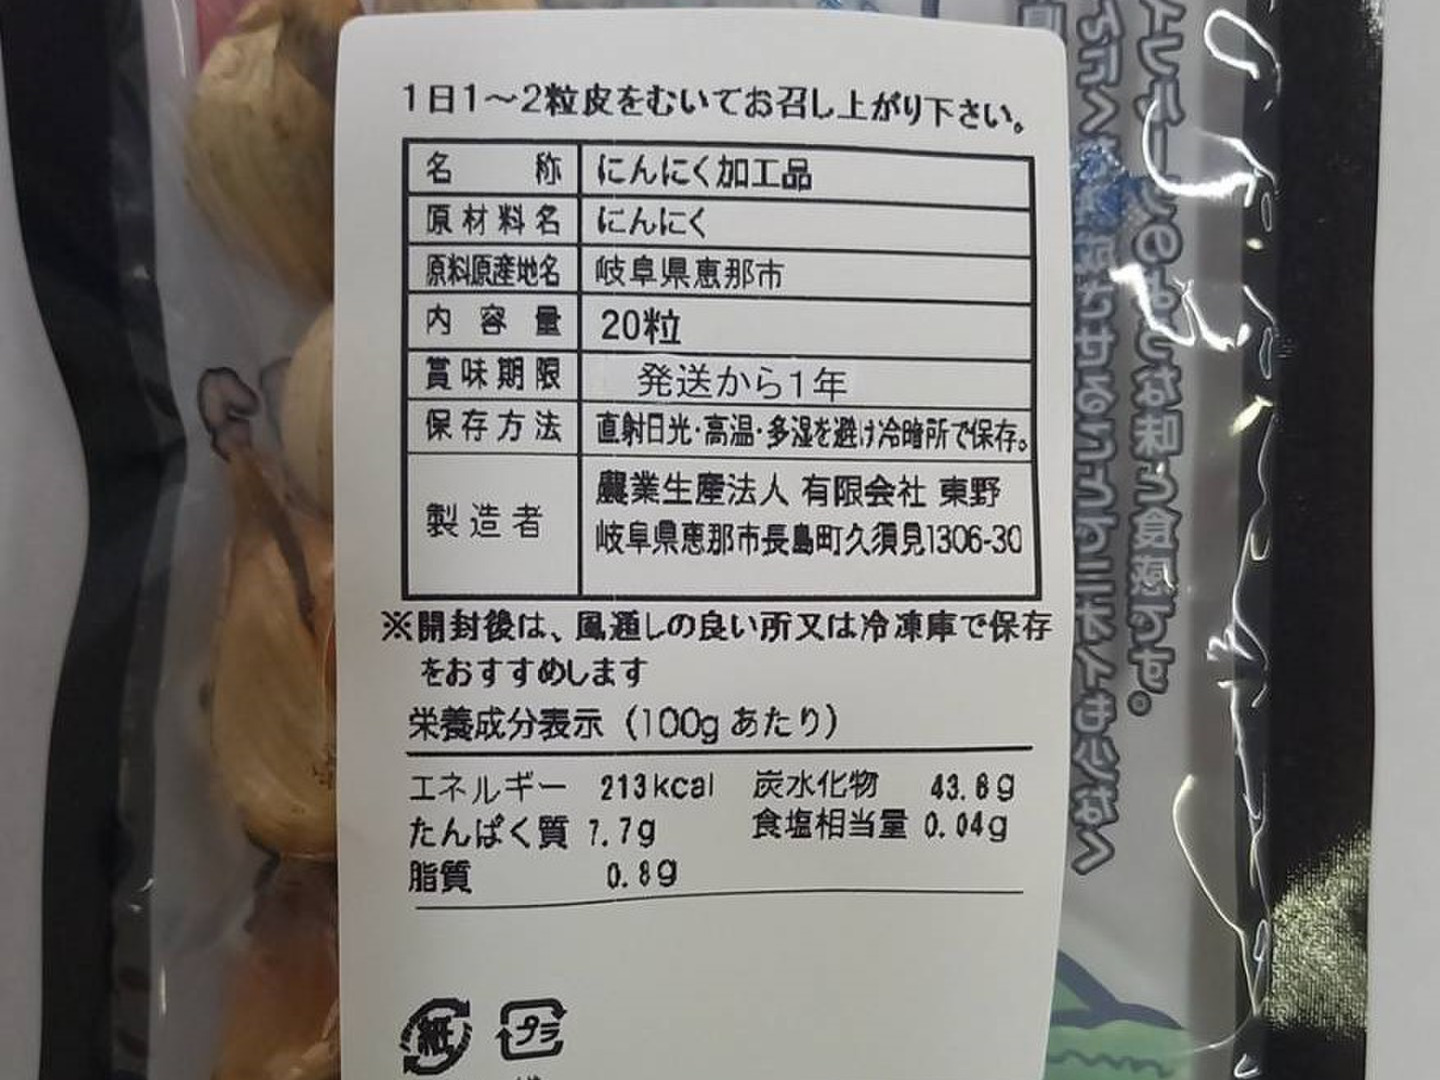 1日1～2粒皮をむいてお召し上がり下さい。
名称 にんにく加工品
原材料名 にんにく
原料原産地名 岐阜県恵那市
内容量 20粒
賞味期限 発送から1年
保存方法 直射日光・高温・多湿を避け冷暗所で保存。
製造者 農業生産法人 有限会社 東野
岐阜県恵那市長島町久須見1306-30
※開封後は、風通しの良い所又は冷凍庫で保存
をおすすめします
栄養成分表示（100gあたり）
エネルギー 213kcal 炭水化物 43.6g
たんぱく質 7.7g 食塩相当量 0.04g
脂質 0.8g
紙 プラ